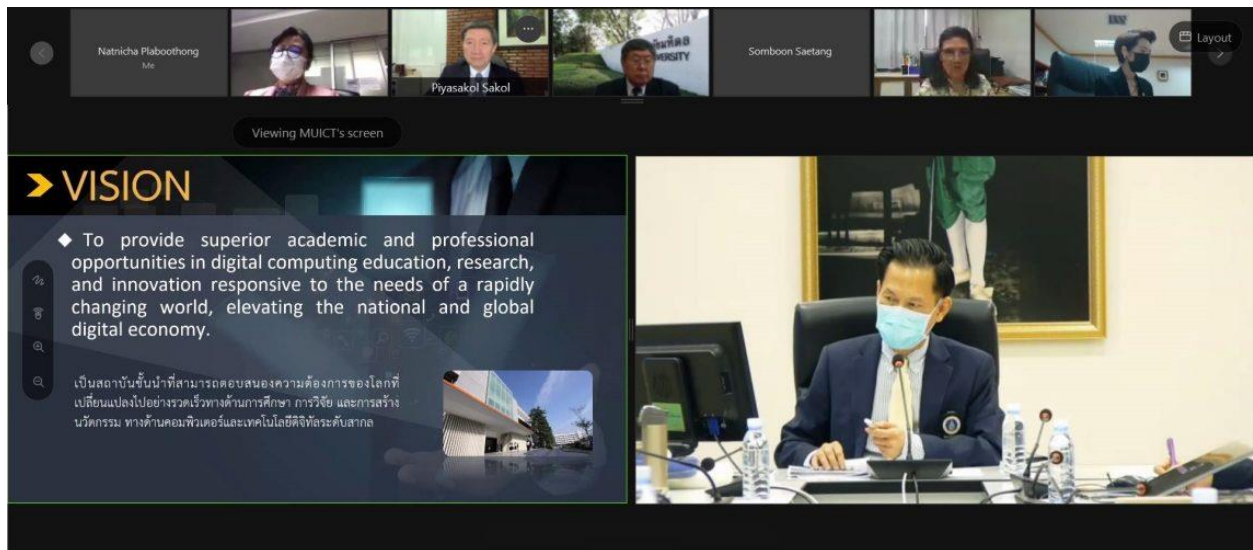 Natnicha Plaboothong
Me
Piyasakol Sakol
Somboon Saetang
Layout
Viewing MUICT's screen
VISION
◆ To provide superior academic and professional
opportunities in digital computing education, research,
and innovation responsive to the needs of a rapidly
changing world, elevating the national and global
digital economy.
เป็นสถาบันชั้นนำที่สามารถตอบสนองความต้องการของโลกที่
เปลี่ยนแปลงไปอย่างรวดเร็วทางด้านการศึกษา การวิจัย และการสร้าง
นวัตกรรม ทางด้านคอมพิวเตอร์และเทคโนโลยีดิจิทัลระดับสากล